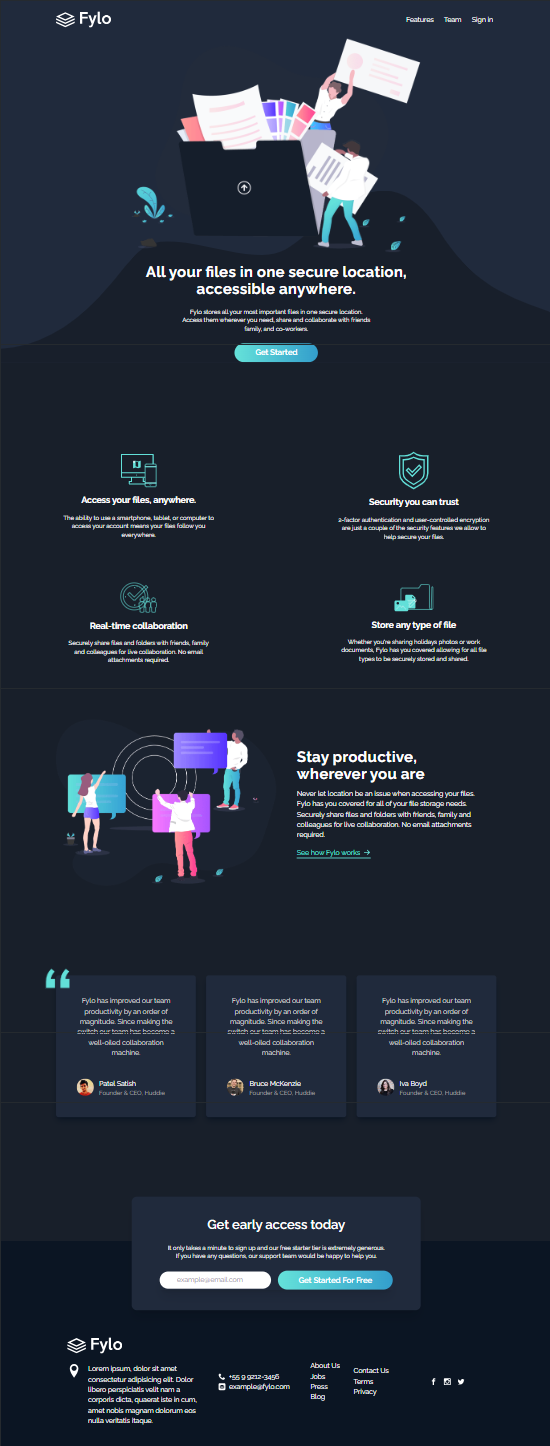 Fylo
Features Team Sign in
All your files in one secure location,
accessible anywhere.
Fylo stores all your most important files in one secure location.
Access them wherever you need, share and collaborate with friends
family, and co-workers.
Get Started
Access your files, anywhere.
The ability to use a smartphone, tablet, or computer to
access your account means your files follow you
everywhere.
Security you can trust
2-factor authentication and user-controlled encryption
are just a couple of the security features we allow to
help secure your files.
Real-time collaboration
Securely share files and folders with friends, family
and colleagues for live collaboration. No email
attachments required.
Store any type of file
Whether you're sharing holidays photos or work
documents, Fylo has you covered allowing for all file
types to be securely stored and shared.
Stay productive,
wherever you are
Never let location be an issue when accessing your files.
Fylo has you covered for all of your file storage needs.
Securely share files and folders with friends, family and
colleagues for live collaboration. No email attachments
required.
See how Fylo works
Fylo has improved our team
productivity by an order of
magnitude. Since making the
switch our team has become a
well-oiled collaboration
machine.
Patel Satish
Founder & CEO, Huddle
Fylo has improved our team
productivity by an order of
magnitude. Since making the
switch our team has become a
well-oiled collaboration
machine.
Bruce McKenzie
Founder & CEO, Huddle
Fylo has improved our team
productivity by an order of
magnitude. Since making the
switch our team has become a
well-oiled collaboration
machine.
Iva Boyd
Founder & CEO, Huddle
Get early access today
It only takes a minute to sign up and our free starter tier is extremely generous.
If you have any questions, our support team would be happy to help you.
example@email.com
Get Started For Free
Fylo
Lorem ipsum, dolor sit amet
consectetur adipisicing elit. Dolor
libero perspiciatis velit nam a
corporis dicta, quaerat iste in cum,
amet nobis magnam dolorum eos
nulla veritatis itaque.
+55 9 9212-3456
example@fylo.com
About Us
Jobs
Press
Blog
Contact Us
Terms
Privacy